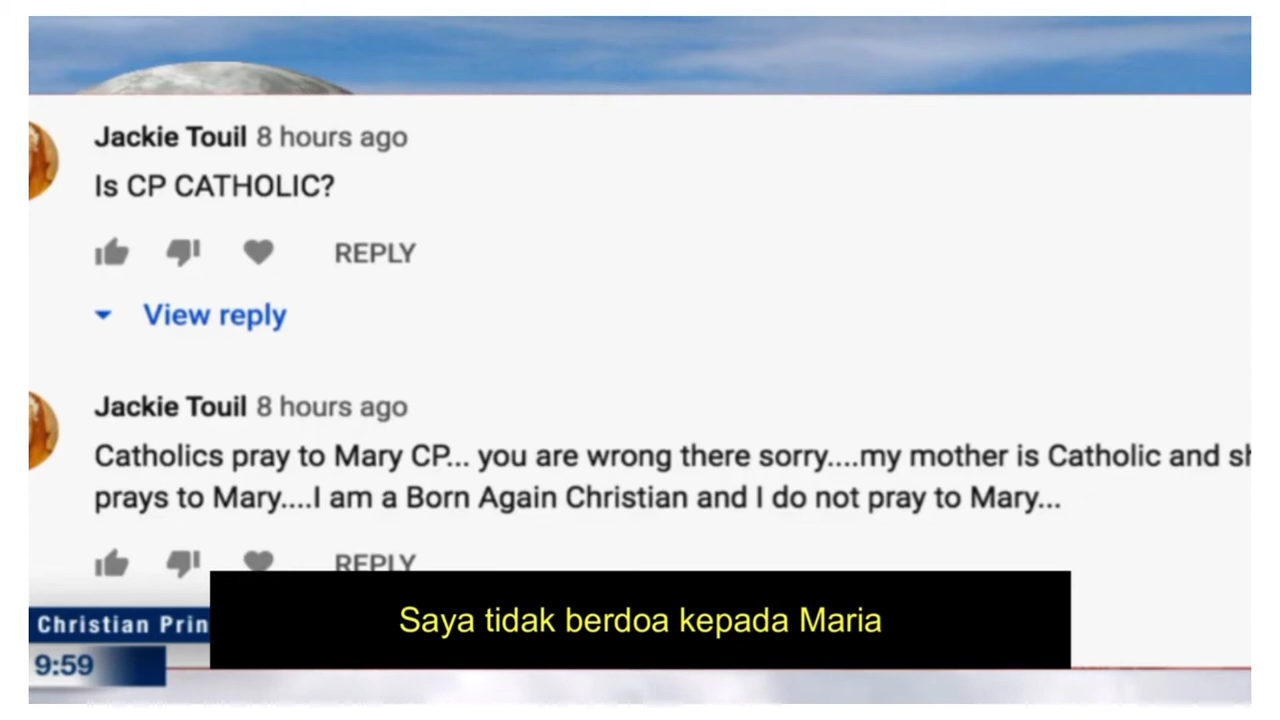 Jackie Touil 8 hours ago
Is CP CATHOLIC?
REPLY
View reply
Jackie Touil 8 hours ago
Catholics pray to Mary CP... you are wrong there sorry....my mother is Catholic and
prays to Mary....I am a Born Again Christian and I do not pray to Mary...
REPLY
Christian
Saya tidak berdoa kepada Maria
9:59